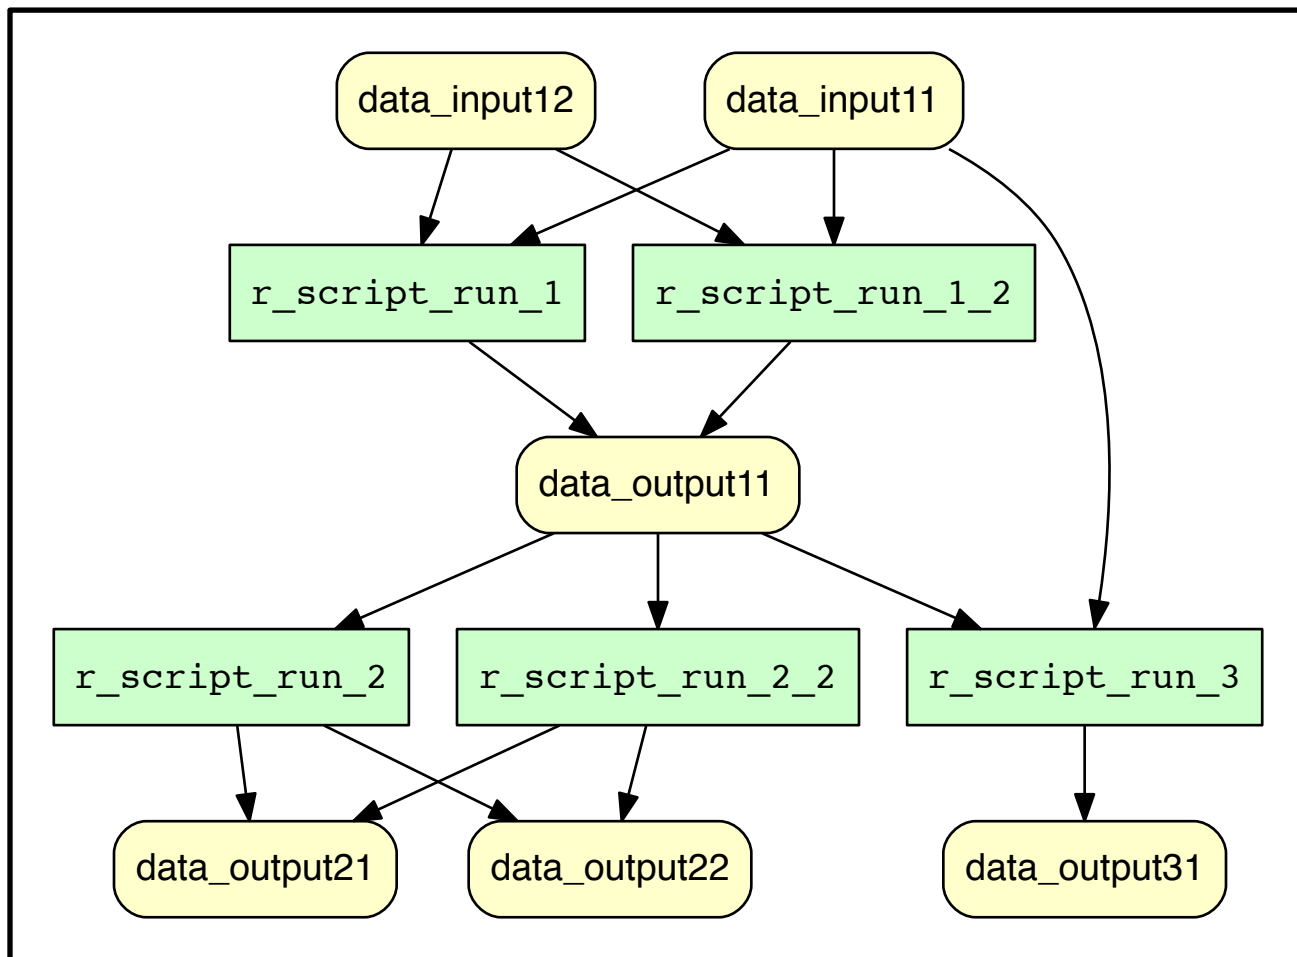 data_input12
data_input11
r_script_run_1
r_script_run_1_2
data_output11
r_script_run_2
r_script_run_2_2
r_script_run_3
data_output21
data_output22
data_output31